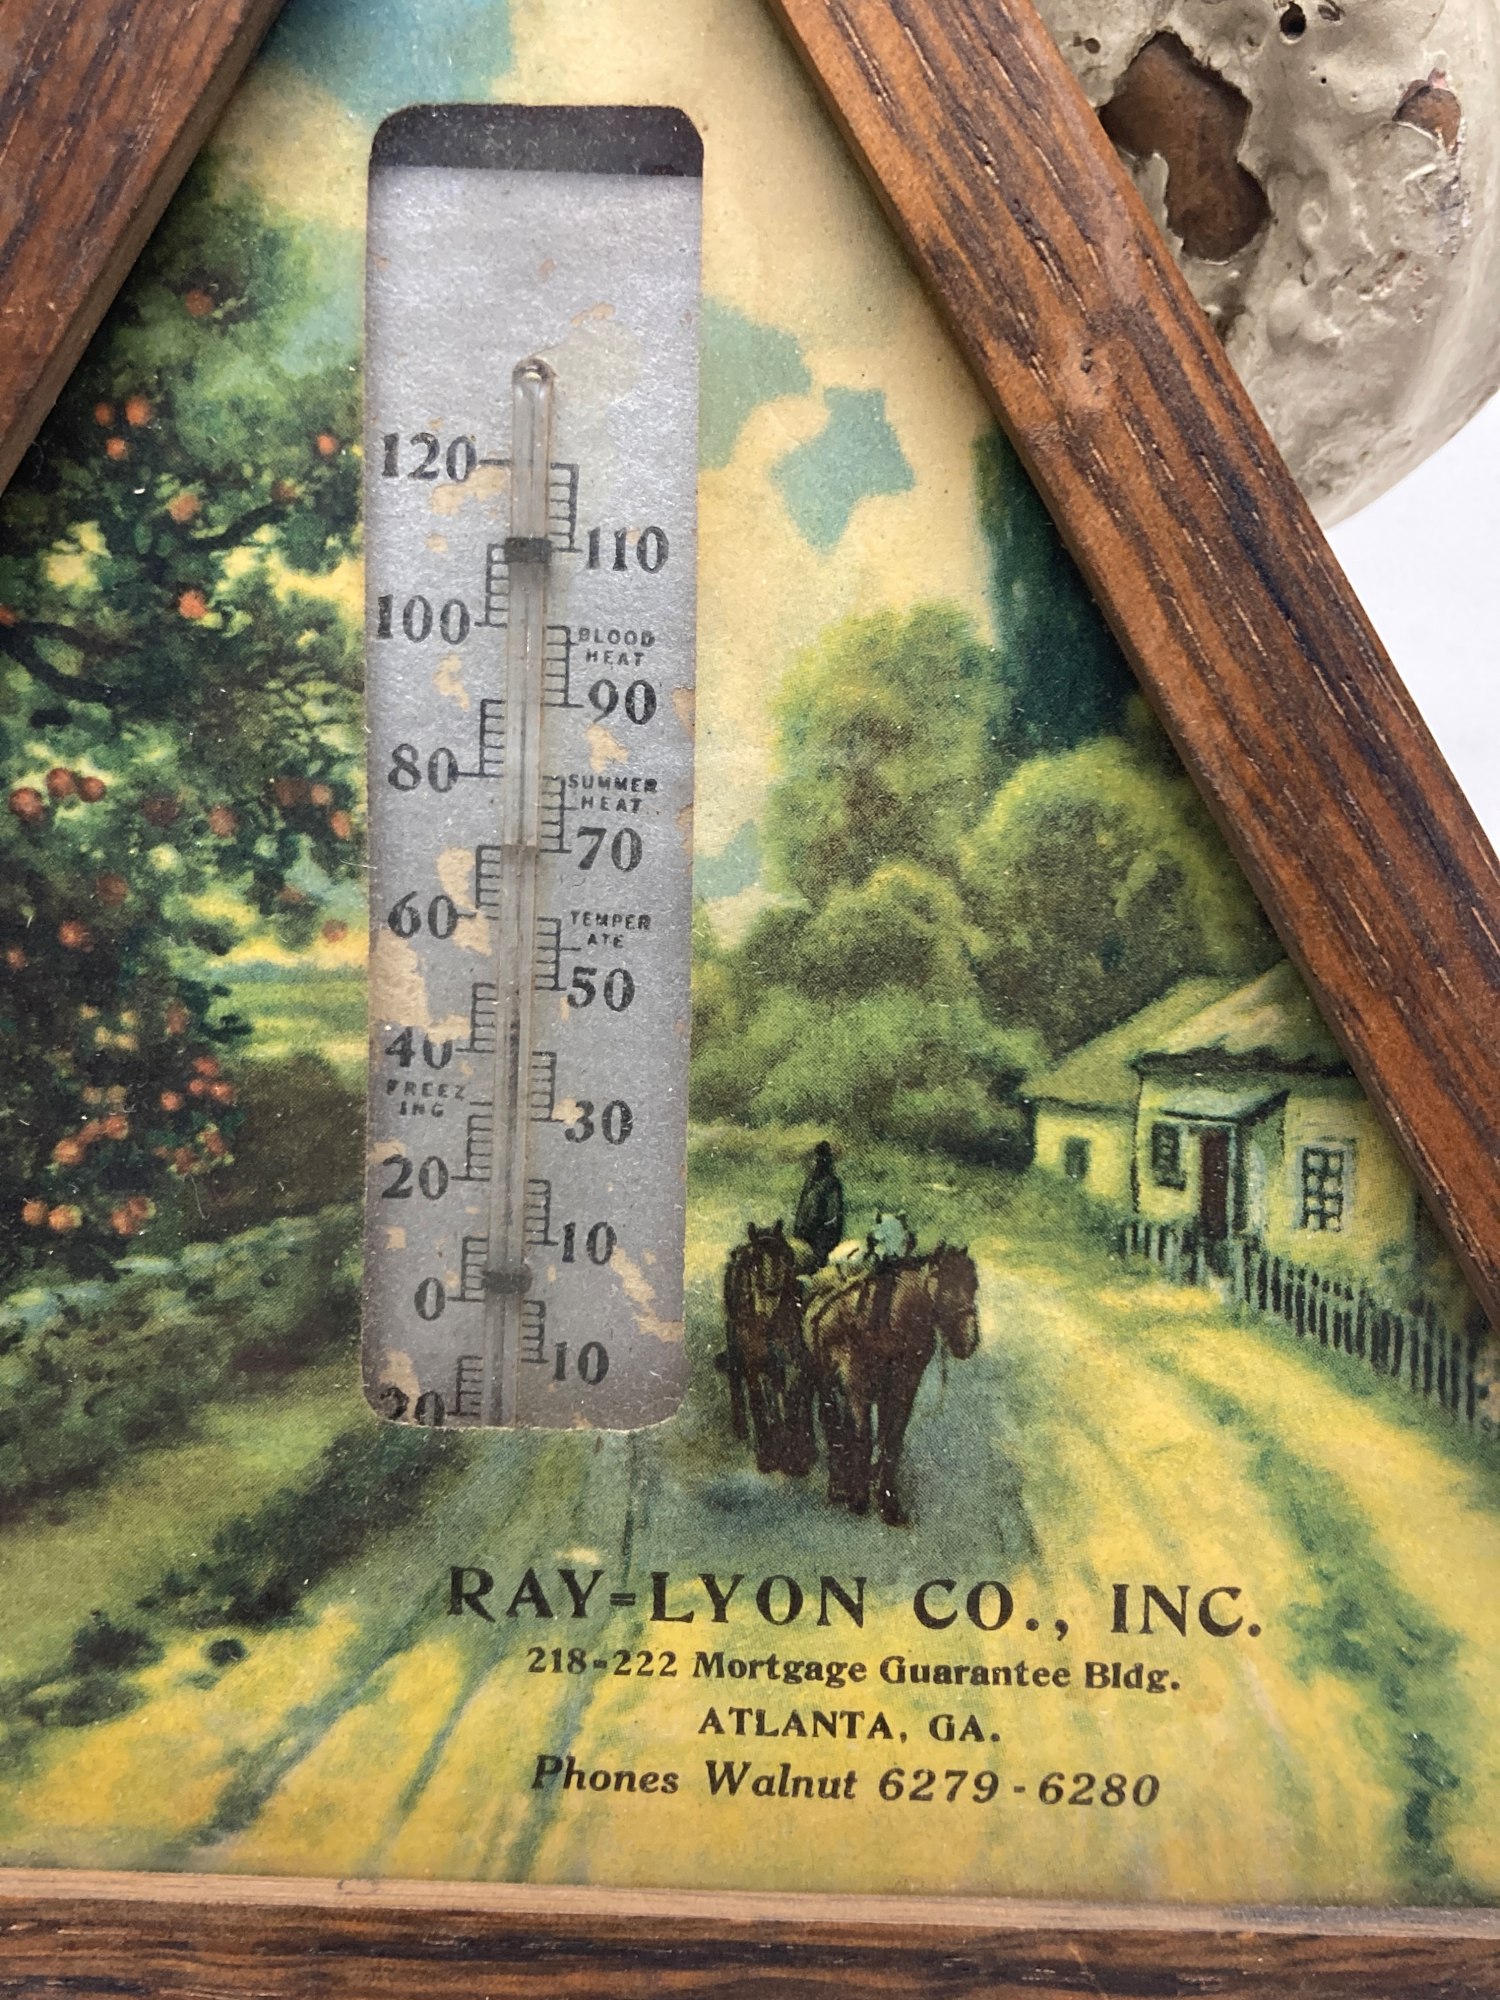 120
110
100
BLOOD
HEAT
90
80
SUMMER
HEAT
70
60
TEMPER
ATE
50
40
FREEZ
ING
30
20
10
0
10
20
RAY-LYON CO., INC.
218-222 Mortgage Guarantee Bldg.
ATLANTA, GA.
Phones Walnut 6279-6280